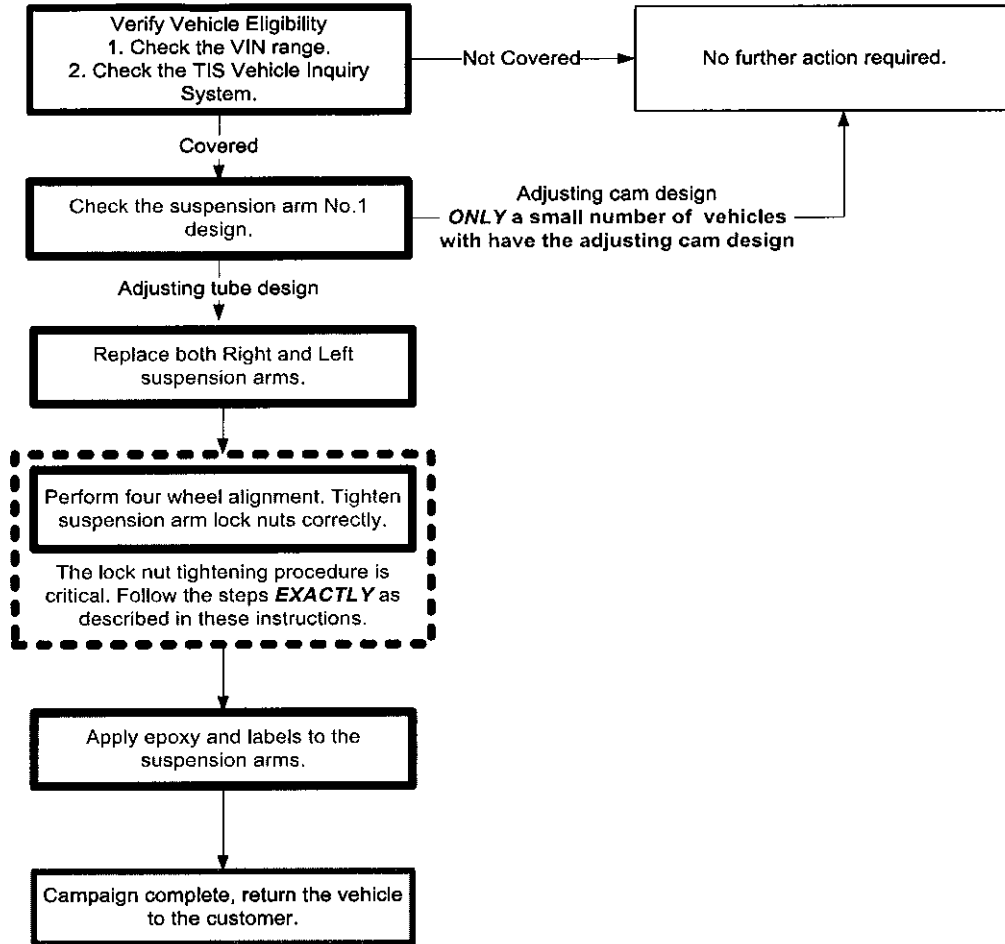 Verify Vehicle Eligibility
1. Check the VIN range.
2. Check the TIS Vehicle Inquiry
System.
Not Covered
No further action required.
Covered
Check the suspension arm No.1
design.
Adjusting cam design
ONLY a small number of vehicles
with have the adjusting cam design
Adjusting tube design
Replace both Right and Left
suspension arms.
Perform four wheel alignment. Tighten
suspension arm lock nuts correctly.
The lock nut tightening procedure is
critical. Follow the steps EXACTLY as
described in these instructions.
Apply epoxy and labels to the
suspension arms.
Campaign complete, return the vehicle
to the customer.